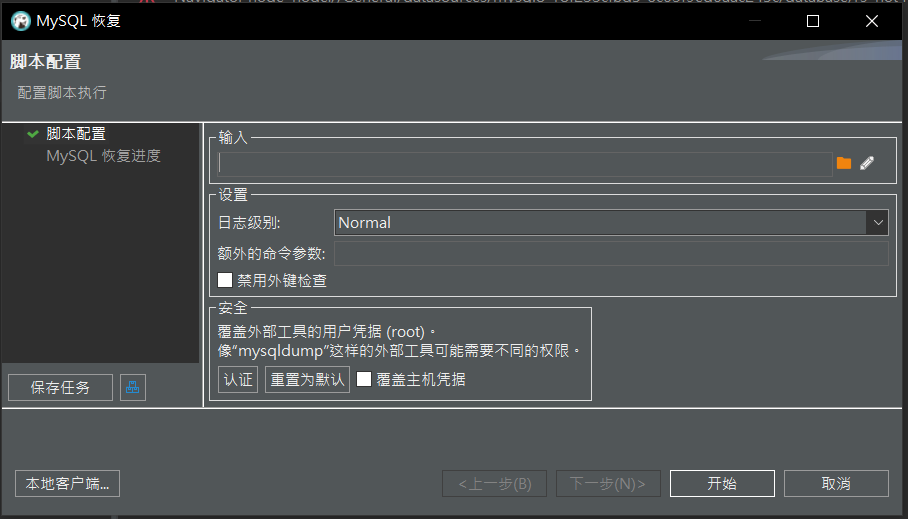 MySQL 恢复
脚本配置
配置脚本执行
脚本配置
MySQL 恢复进度
输入
设置
日志级别:
Normal
额外的命令参数:
禁用外键检查
安全
覆盖外部工具的用户凭据 (root)。
像“mysqldump”这样的外部工具可能需要不同的权限。
认证
重置为默认
覆盖主机凭据
保存任务
本地客户端...
<上一步(B)
下一步(N)>
开始
取消